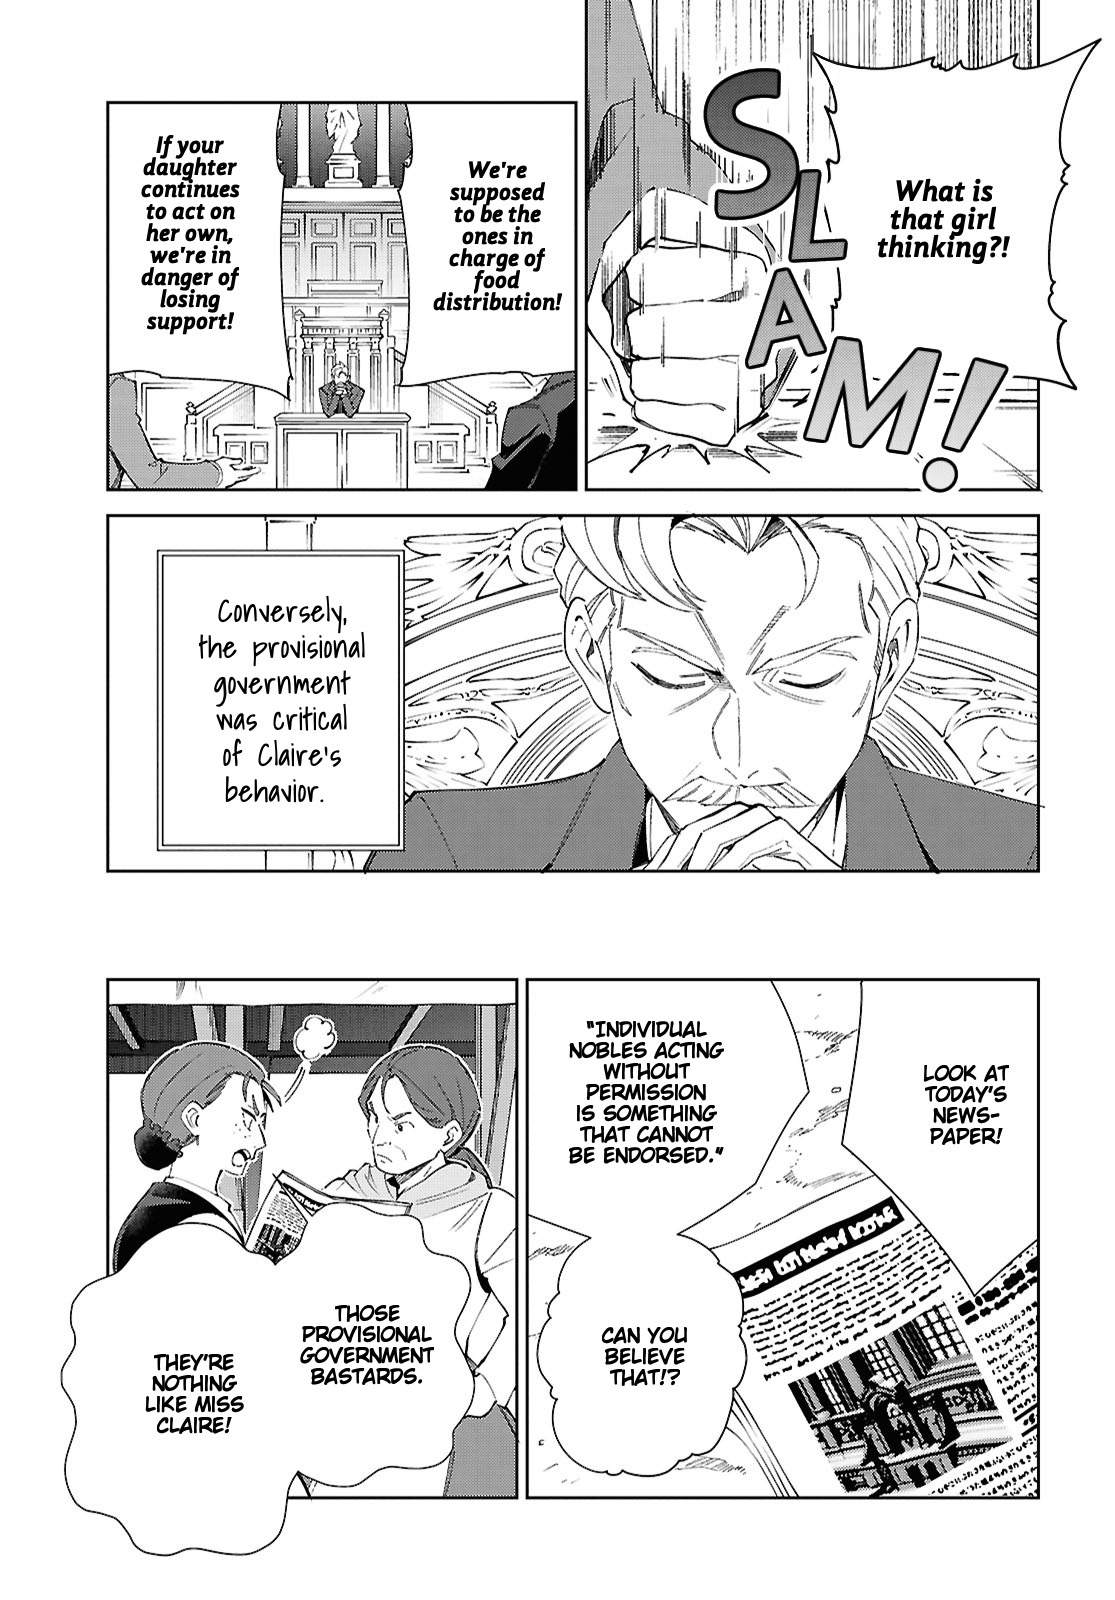 What is
that girl
thinking?!
SLAM!
We're
supposed
to be the
ones in
charge of
food
distribution!
If your
daughter
continues
to act on
her own,
we're in
danger of
losing
support!
Conversely,
the provisional
government
was critical
of Claire's
behavior.
LOOK AT
TODAY'S
NEWS-
PAPER!
"INDIVIDUAL
NOBLES ACTING
WITHOUT
PERMISSION
IS SOMETHING
THAT CANNOT
BE ENDORSED."
CAN YOU
BELIEVE
THAT!?
THOSE
PROVISIONAL
GOVERNMENT
BASTARDS.
THEY'RE
NOTHING
LIKE MISS
CLAIRE!